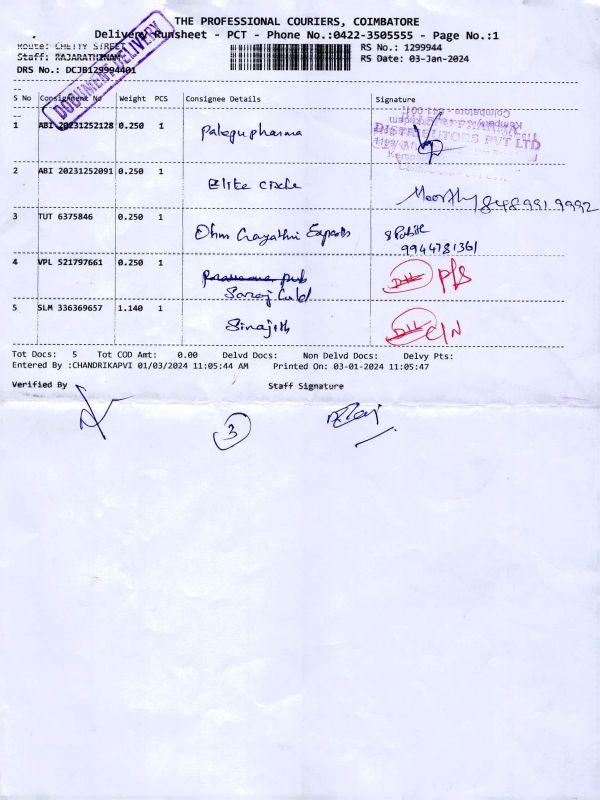 THE PROFESSIONAL COURIERS, COIMBATORE
Delivery Runsheet - PCT - Phone No.:0422-3505555 - Page No.:1
Route: CHETTY STREET
RS No.: 1299944
Staff: RAJARATHINAM
RS Date: 03-Jan-2024
DRS No.: DCJB129994401
DOCUMENT DELIVERY
S No Consignment No Weight PCS Consignee Details Signature
1 ABI 20231252128 0.250 1 Palegu pharma
DISTRIBUTORS PVT LTD
2 ABI 20231252091 0.250 1 Elite circle Moorthy 8489919992
3 TUT 6375846 0.250 1 Ohm Gayathri Exports
9944781361
4 VPL 521797661 0.250 1
5 SLM 336369657 1.140 1 C/N
Tot Docs: 5 Tot COD Amt: 0.00 Delvd Docs: Non Delvd Docs: Delvy Pts:
Entered By :CHANDRIKAPVI 01/03/2024 11:05:44 AM Printed On: 03-01-2024 11:05:47
Verified By Staff Signature
3